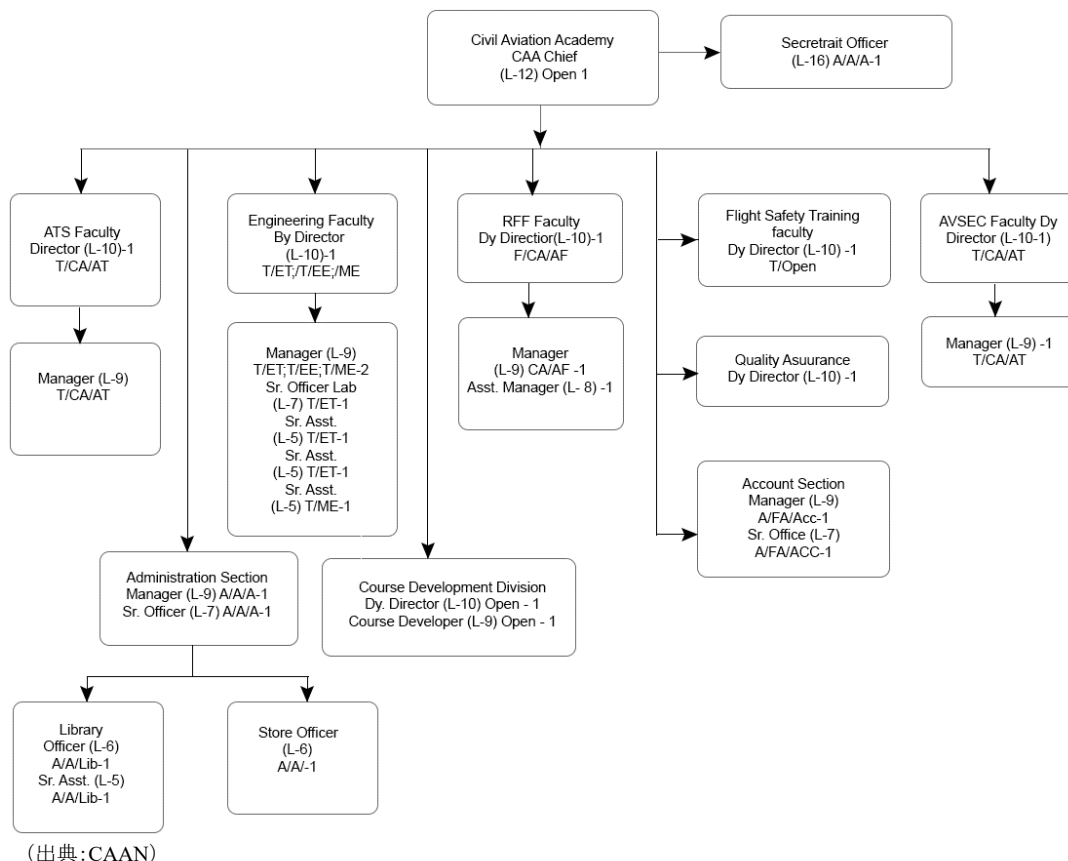 Civil Aviation Academy
CAA Chief
(L-12) Open 1
Secretrait Officer
(L-16) A/A/A-1
ATS Faculty
Director (L-10)-1
T/CA/AT
Engineering Faculty
By Director
(L-10)-1
T/ET;/T/EE;/ME
RFF Faculty
Dy Directior(L-10)-1
F/CA/AF
Flight Safety Training
faculty
Dy Director (L-10) -1
T/Open
AVSEC Faculty Dy
Director (L-10-1)
T/CA/AT
Manager (L-9)
T/CA/AT
Manager (L-9)
T/ET;T/EE;T/ME-2
Sr. Officer Lab
(L-7) T/ET-1
Sr. Asst.
(L-5) T/ET-1
Sr. Asst.
(L-5) T/ET-1
Sr. Asst.
(L-5) T/ME-1
Manager
(L-9) CA/AF -1
Asst. Manager (L- 8) -1
Quality Asuurance
Dy Director (L-10) -1
Manager (L-9) -1
T/CA/AT
Account Section
Manager (L-9)
A/FA/Acc-1
Sr. Office (L-7)
A/FA/ACC-1
Administration Section
Manager (L-9) A/A/A-1
Sr. Officer (L-7) A/A/A-1
Course Development Division
Dy. Director (L-10) Open - 1
Course Developer (L-9) Open - 1
Library
Officer (L-6)
A/A/Lib-1
Sr. Asst. (L-5)
A/A/Lib-1
Store Officer
(L-6)
A/A/-1
（出典:CAAN）